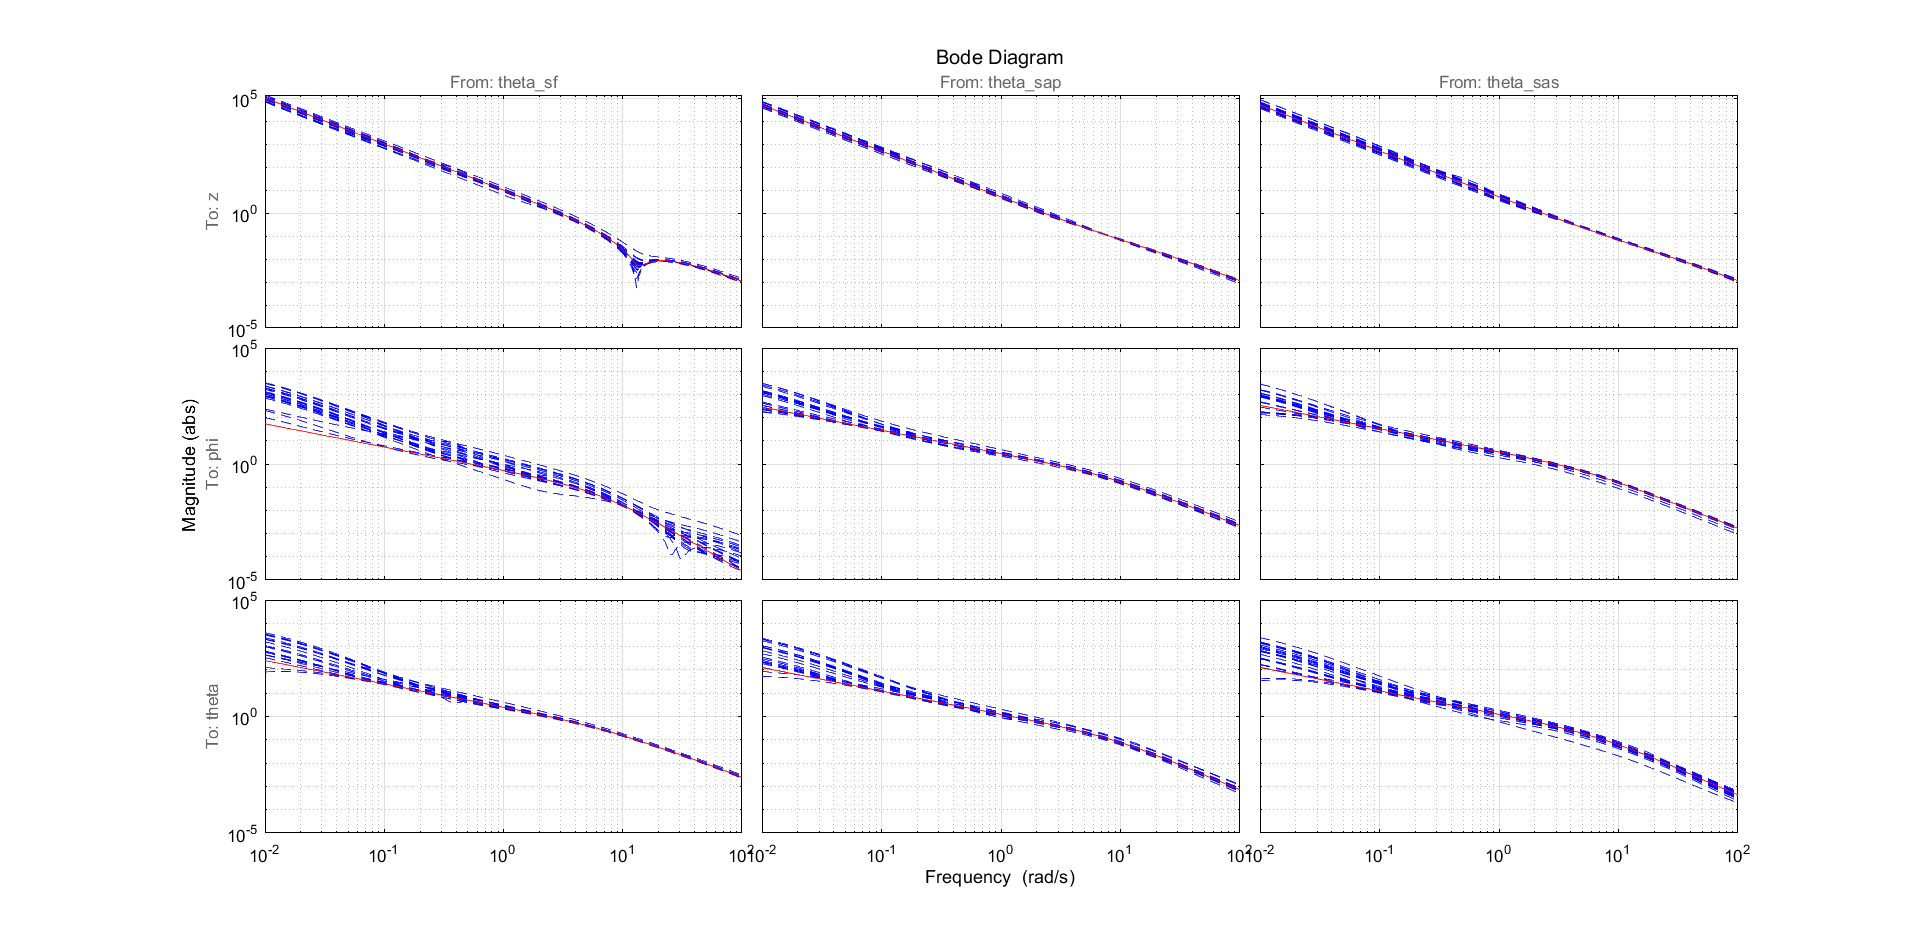 Bode Diagram
From: theta_sf
From: theta_sap
From: theta_sas
Magnitude (abs)
To: z
10^5
10^0
10^-5
To: phi
10^5
10^0
10^-5
To: theta
10^5
10^0
10^-5
10^-2 10^-1 10^0 10^1 10^2
10^-2 10^-1 10^0 10^1 10^2
10^-2 10^-1 10^0 10^1 10^2
Frequency (rad/s)